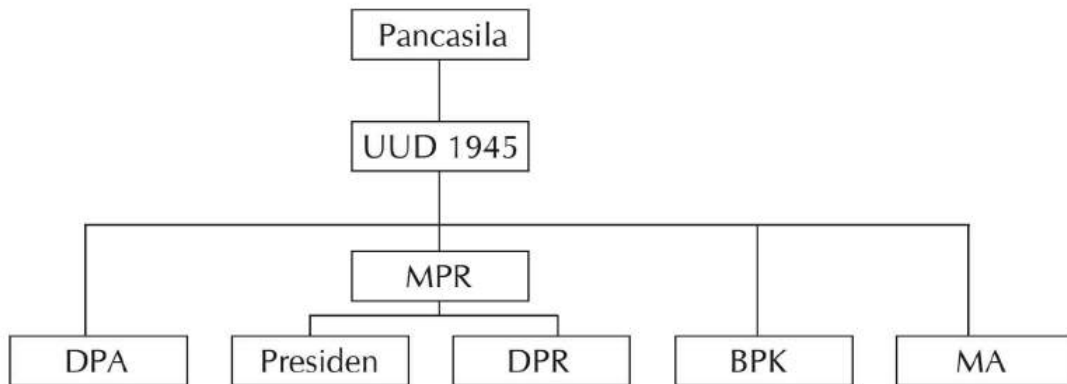 Pancasila
UUD 1945
MPR
DPA
Presiden
DPR
BPK
MA